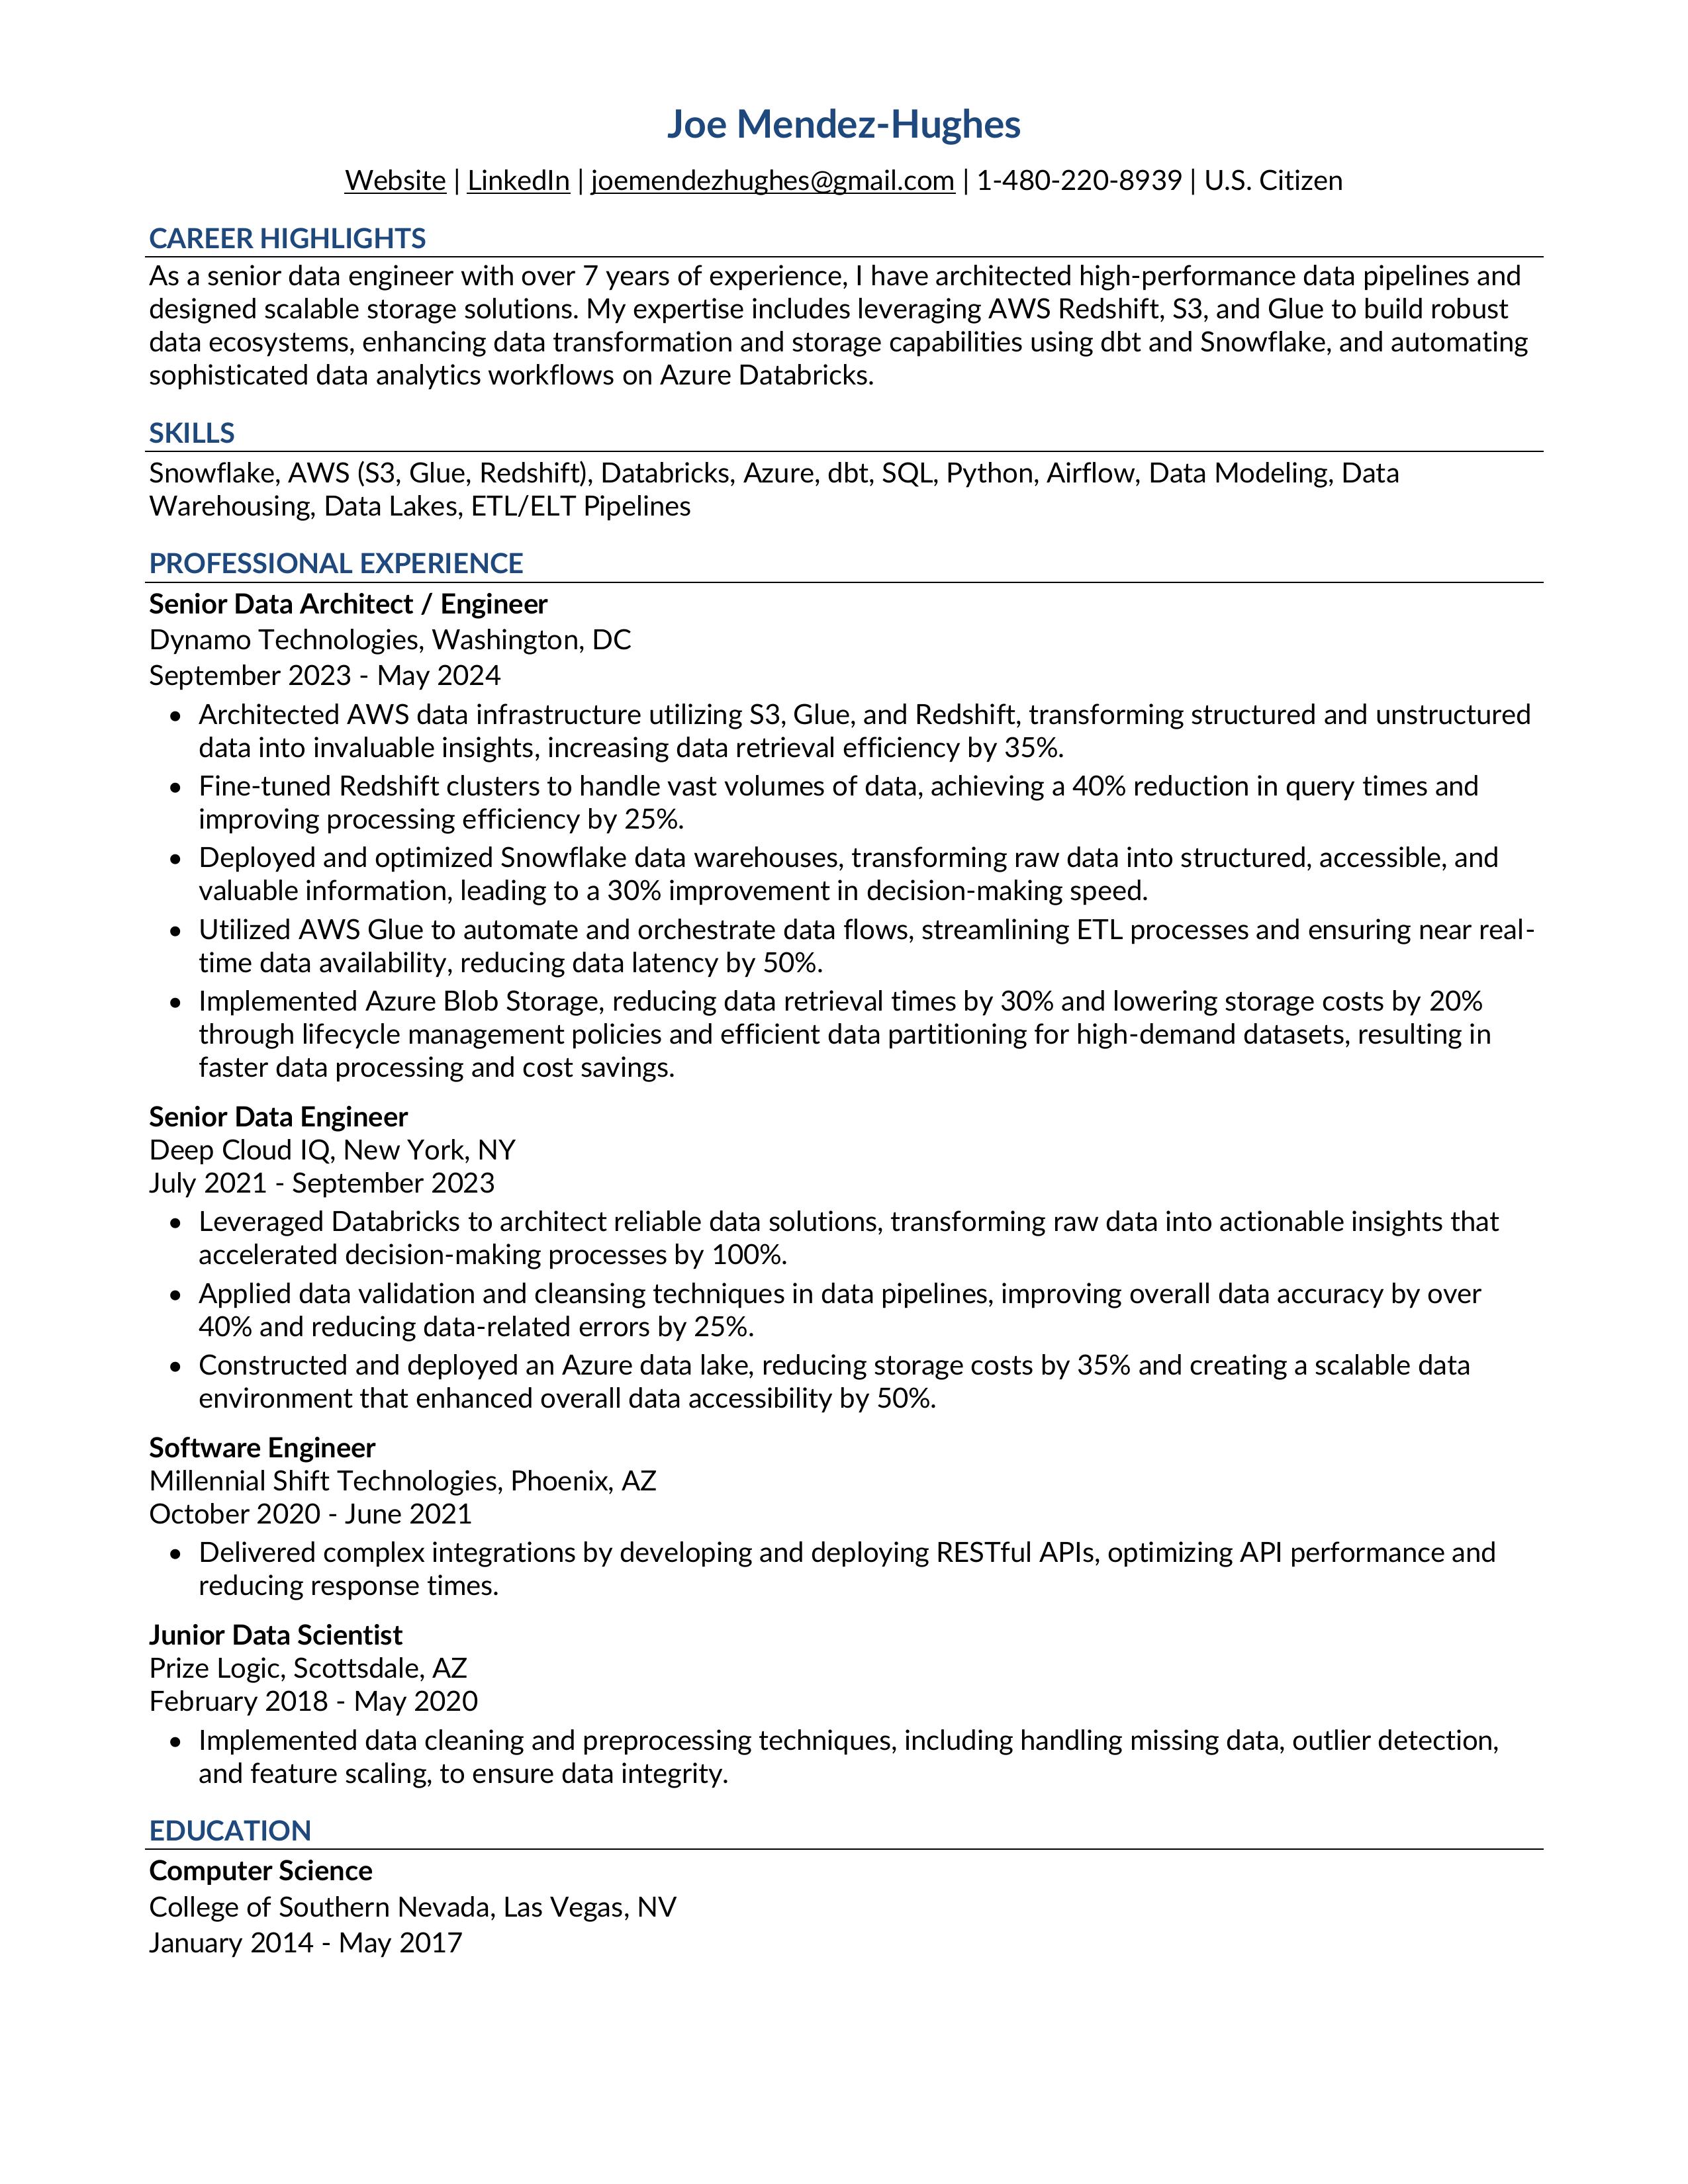 Joe Mendez-Hughes
Website | LinkedIn | joemendezhughes@gmail.com | 1-480-220-8939 | U.S. Citizen
CAREER HIGHLIGHTS
As a senior data engineer with over 7 years of experience, I have architected high-performance data pipelines and
designed scalable storage solutions. My expertise includes leveraging AWS Redshift, S3, and Glue to build robust
data ecosystems, enhancing data transformation and storage capabilities using dbt and Snowflake, and automating
sophisticated data analytics workflows on Azure Databricks.
SKILLS
Snowflake, AWS (S3, Glue, Redshift), Databricks, Azure, dbt, SQL, Python, Airflow, Data Modeling, Data
Warehousing, Data Lakes, ETL/ELT Pipelines
PROFESSIONAL EXPERIENCE
Senior Data Architect / Engineer
Dynamo Technologies, Washington, DC
September 2023 - May 2024
• Architected AWS data infrastructure utilizing S3, Glue, and Redshift, transforming structured and unstructured
data into invaluable insights, increasing data retrieval efficiency by 35%.
• Fine-tuned Redshift clusters to handle vast volumes of data, achieving a 40% reduction in query times and
improving processing efficiency by 25%.
• Deployed and optimized Snowflake data warehouses, transforming raw data into structured, accessible, and
valuable information, leading to a 30% improvement in decision-making speed.
• Utilized AWS Glue to automate and orchestrate data flows, streamlining ETL processes and ensuring near real-
time data availability, reducing data latency by 50%.
• Implemented Azure Blob Storage, reducing data retrieval times by 30% and lowering storage costs by 20%
through lifecycle management policies and efficient data partitioning for high-demand datasets, resulting in
faster data processing and cost savings.
Senior Data Engineer
Deep Cloud IQ, New York, NY
July 2021 - September 2023
• Leveraged Databricks to architect reliable data solutions, transforming raw data into actionable insights that
accelerated decision-making processes by 100%.
• Applied data validation and cleansing techniques in data pipelines, improving overall data accuracy by over
40% and reducing data-related errors by 25%.
• Constructed and deployed an Azure data lake, reducing storage costs by 35% and creating a scalable data
environment that enhanced overall data accessibility by 50%.
Software Engineer
Millennial Shift Technologies, Phoenix, AZ
October 2020 - June 2021
• Delivered complex integrations by developing and deploying RESTful APIs, optimizing API performance and
reducing response times.
Junior Data Scientist
Prize Logic, Scottsdale, AZ
February 2018 - May 2020
• Implemented data cleaning and preprocessing techniques, including handling missing data, outlier detection,
and feature scaling, to ensure data integrity.
EDUCATION
Computer Science
College of Southern Nevada, Las Vegas, NV
January 2014 - May 2017